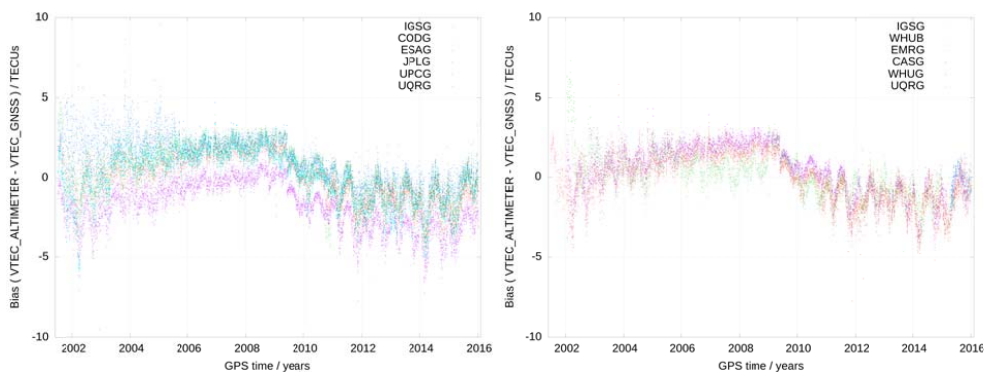 Bias ( VTEC_ALTIMETER - VTEC_GNSS ) / TECUs
10
5
0
-5
-10
IGSG
CODG
ESAG
JPLG
UPCG
UQRG
2002 2004 2006 2008 2010 2012 2014 2016
GPS time / years
Bias ( VTEC_ALTIMETER - VTEC_GNSS ) / TECUs
10
5
0
-5
-10
IGSG
WHUB
EMRG
CASG
WHUG
UQRG
2002 2004 2006 2008 2010 2012 2014 2016
GPS time / years